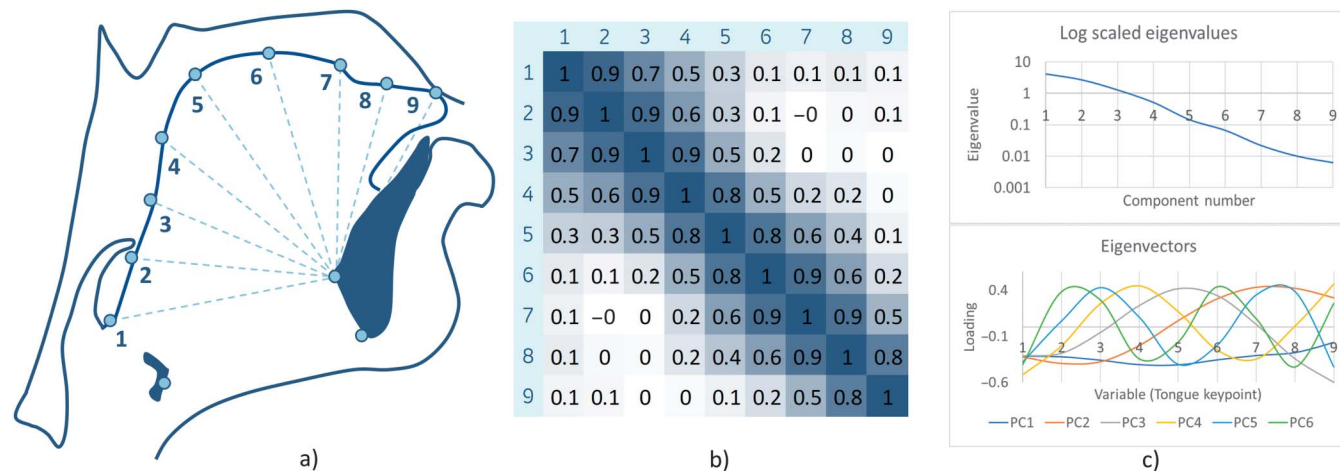 1
2
3
4
5
6
7
8
9
a)
1 2 3 4 5 6 7 8 9
1 1 0.9 0.7 0.5 0.3 0.1 0.1 0.1 0.1
2 0.9 1 0.9 0.6 0.3 0.1 −0 0 0.1
3 0.7 0.9 1 0.9 0.5 0.2 0 0 0
4 0.5 0.6 0.9 1 0.8 0.5 0.2 0.2 0
5 0.3 0.3 0.5 0.8 1 0.8 0.6 0.4 0.1
6 0.1 0.1 0.2 0.5 0.8 1 0.9 0.6 0.2
7 0.1 −0 0 0.2 0.6 0.9 1 0.9 0.5
8 0.1 0 0 0.2 0.4 0.6 0.9 1 0.8
9 0.1 0.1 0 0 0.1 0.2 0.5 0.8 1
b)
Log scaled eigenvalues
Eigenvalue
10
1
0.1
0.01
0.001
1 2 3 4 5 6 7 8 9
Component number
Eigenvectors
Loading
0.4
−0.1
−0.6
1 2 3 4 5 6 7 8 9
Variable (Tongue keypoint)
PC1 PC2 PC3 PC4 PC5 PC6
c)